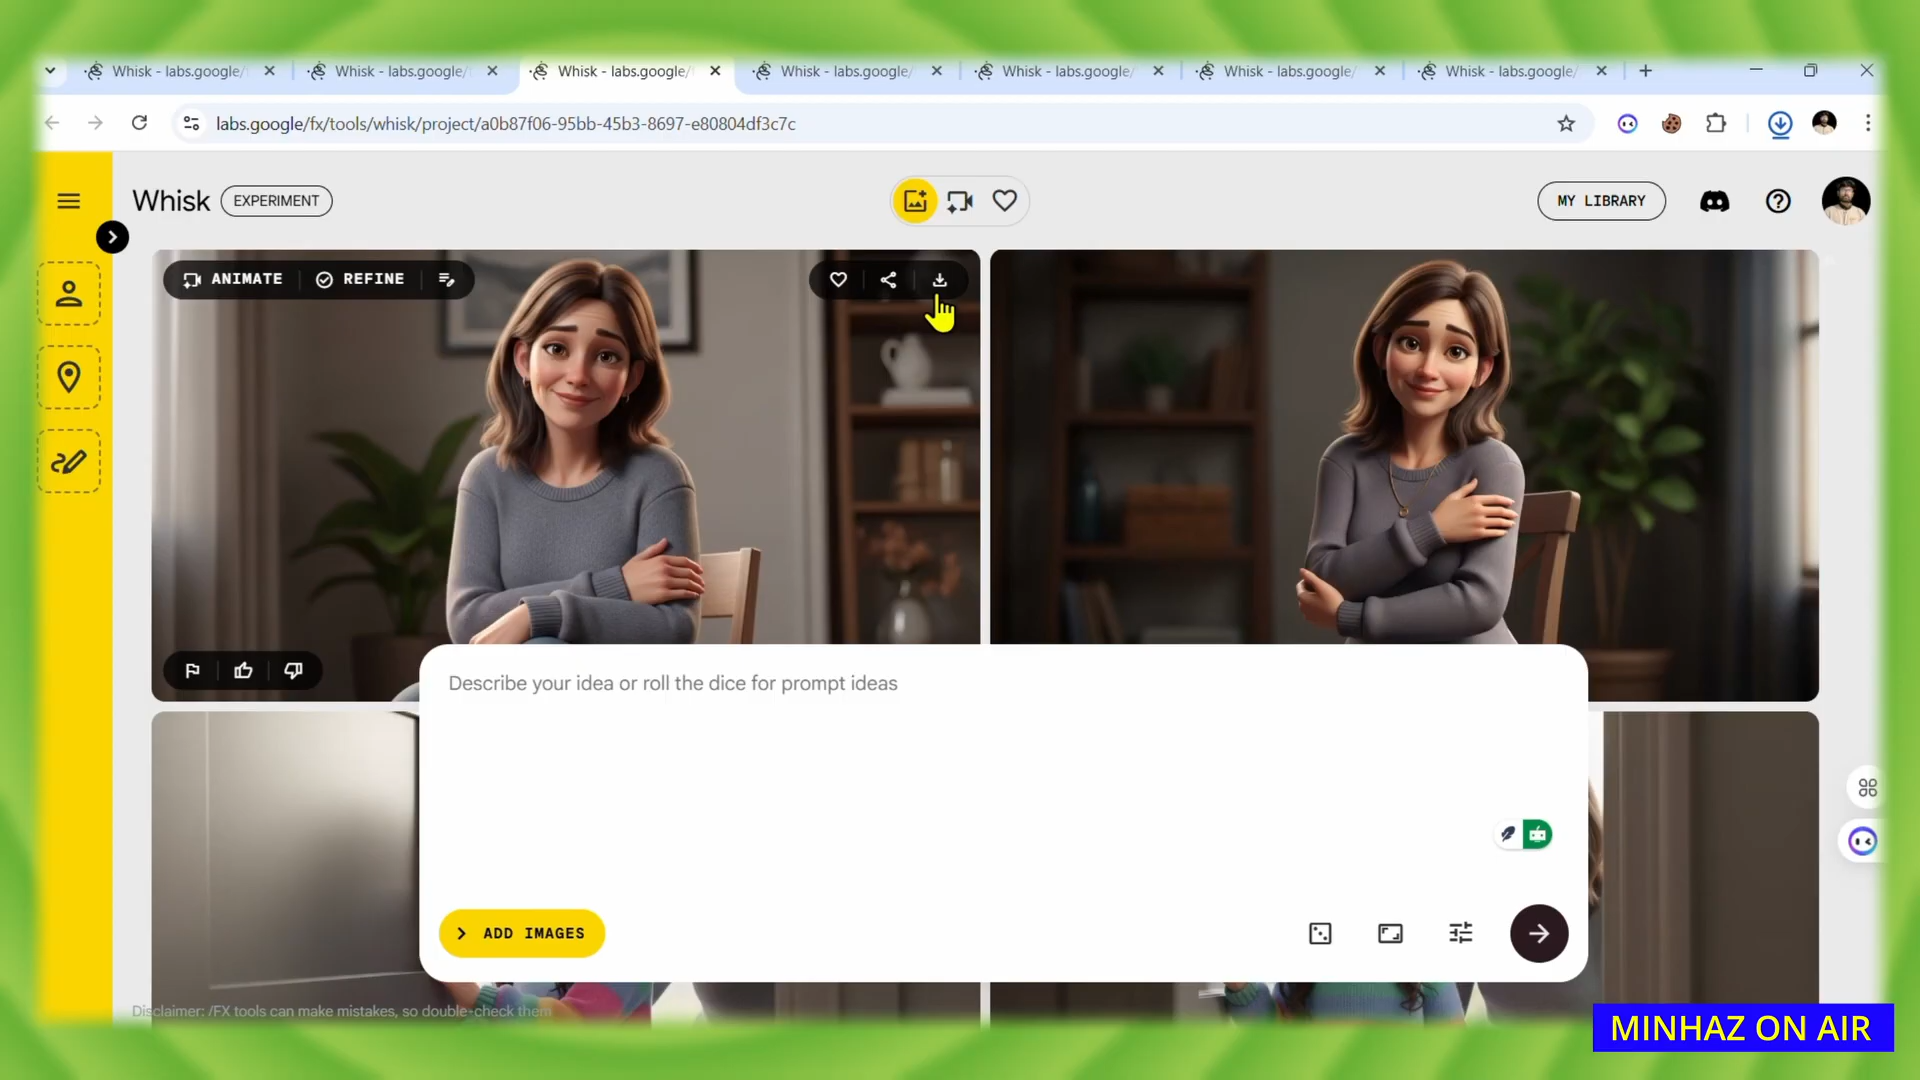 Whisk - labs.google/
Whisk - labs.google/
Whisk - labs.google/
Whisk - labs.google/
Whisk - labs.google/
Whisk - labs.google/
Whisk - labs.google/
labs.google/fx/tools/whisk/project/a0b87f06-95bb-45b3-8697-e80804df3c7c
Whisk EXPERIMENT
MY LIBRARY
ANIMATE REFINE
Describe your idea or roll the dice for prompt ideas
ADD IMAGES
Disclaimer: /FX tools can make mistakes, so double-check them
MINHAZ ON AIR